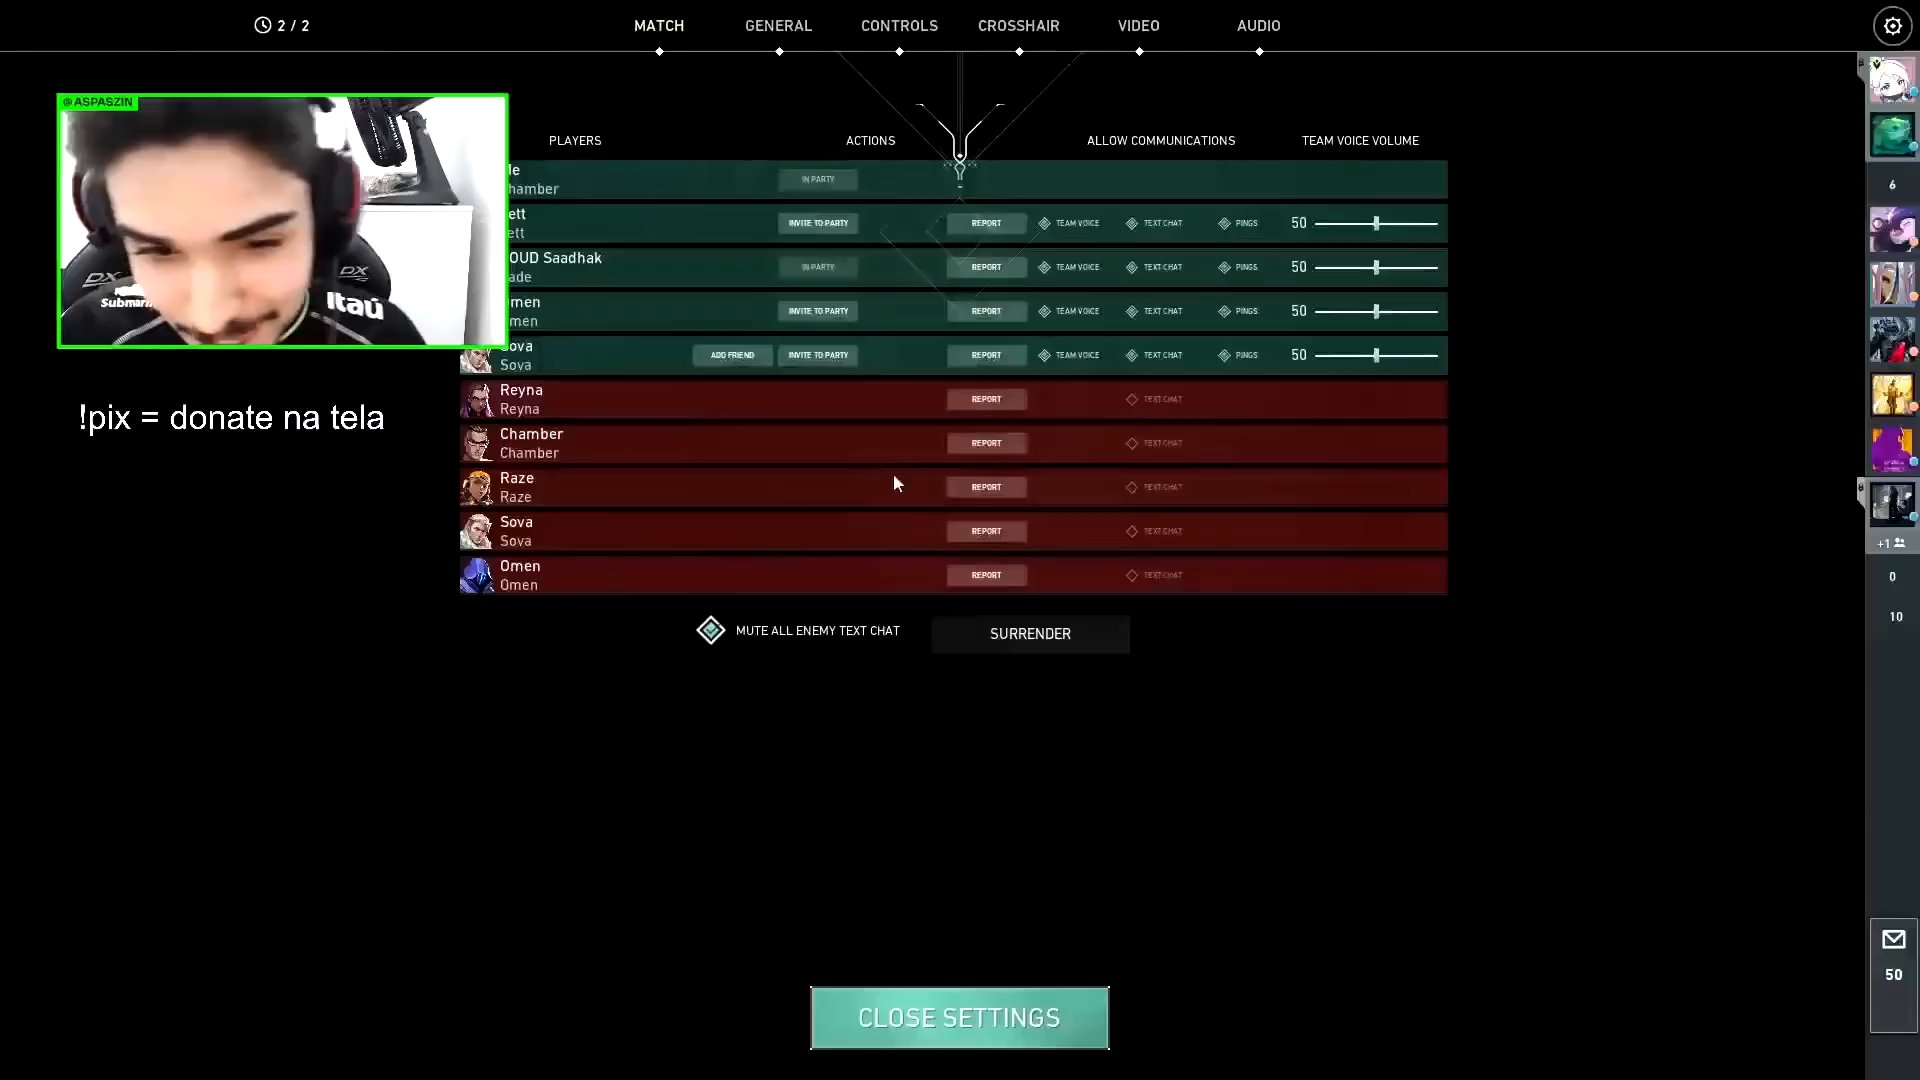 2 / 2
MATCH GENERAL CONTROLS CROSSHAIR VIDEO AUDIO
@ASPASZIN
DX
DX
Itaú
PLAYERS ACTIONS ALLOW COMMUNICATIONS TEAM VOICE VOLUME
IN PARTY
hamber
ett INVITE TO PARTY REPORT TEAM VOICE TEXT CHAT PINGS 50
ett
OUD Saadhak IN PARTY REPORT TEAM VOICE TEXT CHAT PINGS 50
ade
men INVITE TO PARTY REPORT TEAM VOICE TEXT CHAT PINGS 50
men
Sova ADD FRIEND INVITE TO PARTY REPORT TEAM VOICE TEXT CHAT PINGS 50
Sova
Reyna REPORT TEXT CHAT
Reyna
Chamber REPORT TEXT CHAT
Chamber
Raze REPORT TEXT CHAT
Raze
Sova REPORT TEXT CHAT
Sova
Omen REPORT TEXT CHAT
Omen
!pix = donate na tela
MUTE ALL ENEMY TEXT CHAT SURRENDER
CLOSE SETTINGS
6
+1
0
10
50